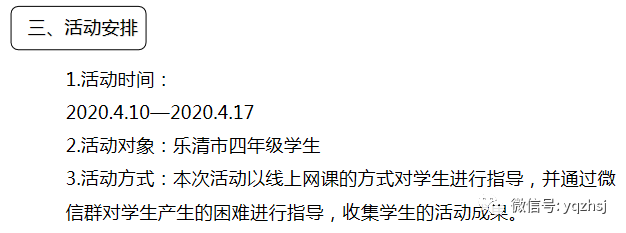 三、活动安排
1.活动时间：
2020.4.10—2020.4.17
2.活动对象：乐清市四年级学生
3.活动方式：本次活动以线上网课的方式对学生进行指导，并通过微
信群对学生产生的困难进行指导，收集学生的活动成果。
微信号: yqzhsj